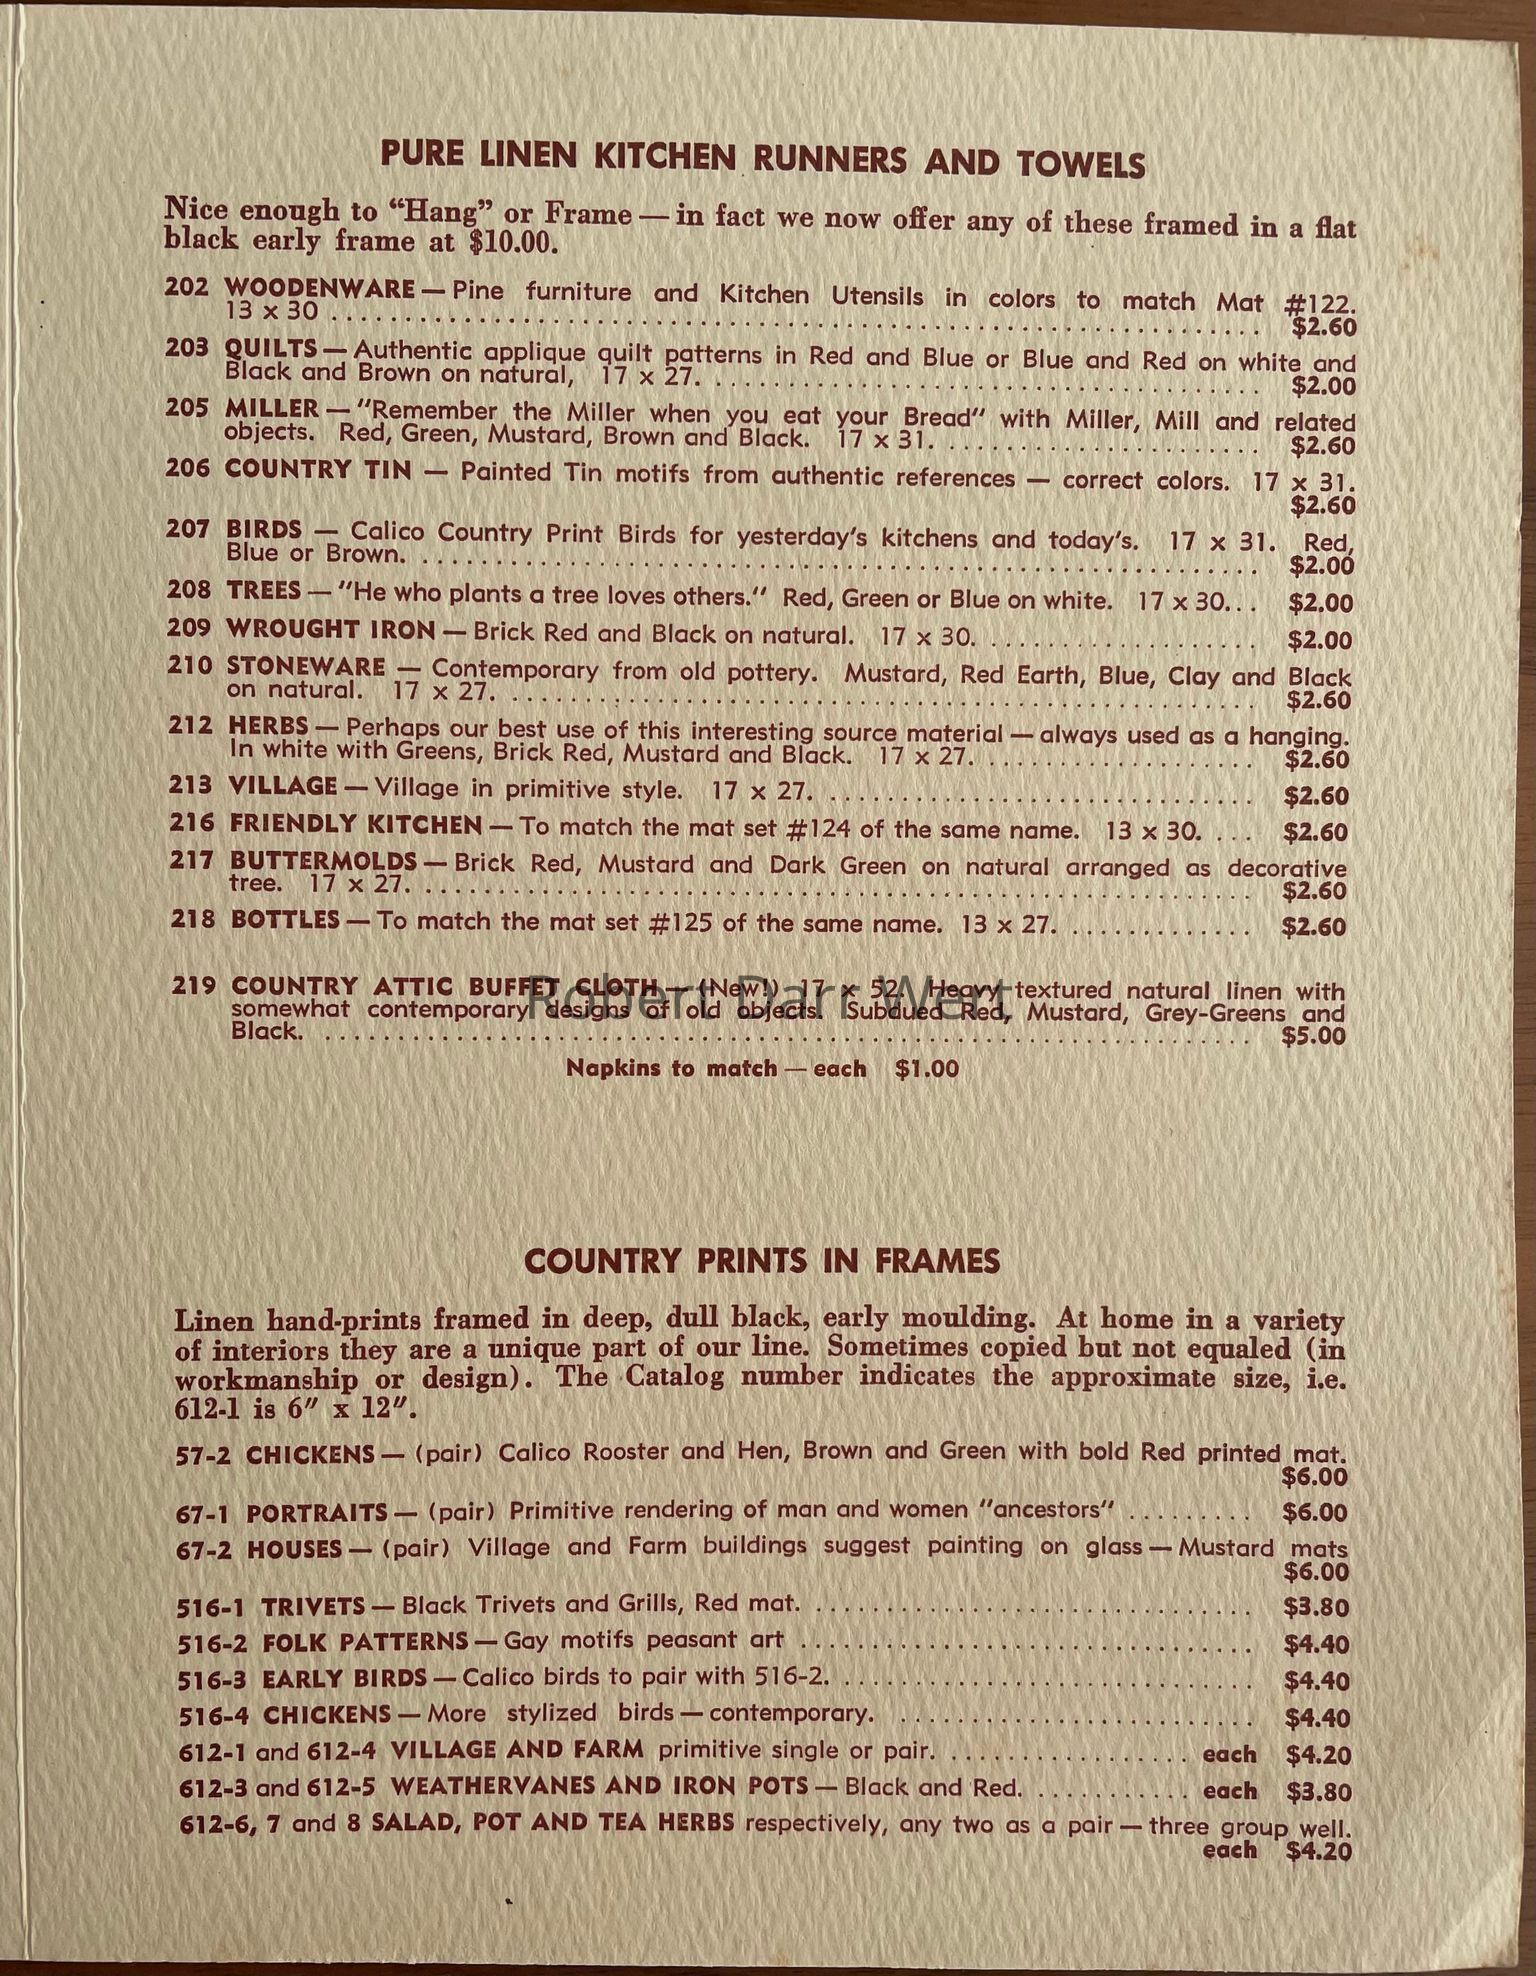 PURE LINEN KITCHEN RUNNERS AND TOWELS
Nice enough to “Hang” or Frame — in fact we now offer any of these framed in a flat
black early frame at $10.00.
202 WOODENWARE — Pine furniture and Kitchen Utensils in colors to match Mat #122.
13 x 30 . . . . . . . . . . . . . . . . . . . . $2.60
203 QUILTS — Authentic applique quilt patterns in Red and Blue or Blue and Red on white and
Black and Brown on natural, 17 x 27. . . . . . . . . . . . . . . . . . . . $2.00
205 MILLER — "Remember the Miller when you eat your Bread" with Miller, Mill and related
objects. Red, Green, Mustard, Brown and Black. 17 x 31. . . . . . . . . . . . . . $2.60
206 COUNTRY TIN — Painted Tin motifs from authentic references — correct colors. 17 x 31.
$2.60
207 BIRDS — Calico Country Print Birds for yesterday's kitchens and today's. 17 x 31. Red,
Blue or Brown. . . . . . . . . . . . . . . . . . . . $2.00
208 TREES — "He who plants a tree loves others." Red, Green or Blue on white. 17 x 30. . . $2.00
209 WROUGHT IRON — Brick Red and Black on natural. 17 x 30. . . . . . . . . . . . . $2.00
210 STONEWARE — Contemporary from old pottery. Mustard, Red Earth, Blue, Clay and Black
on natural. 17 x 27. . . . . . . . . . . . . . . . . . . . $2.60
212 HERBS — Perhaps our best use of this interesting source material — always used as a hanging.
In white with Greens, Brick Red, Mustard and Black. 17 x 27. . . . . . . . . . . . . $2.60
213 VILLAGE — Village in primitive style. 17 x 27. . . . . . . . . . . . . . . . . $2.60
216 FRIENDLY KITCHEN — To match the mat set #124 of the same name. 13 x 30. . . . $2.60
217 BUTTERMOLDS — Brick Red, Mustard and Dark Green on natural arranged as decorative
tree. 17 x 27. . . . . . . . . . . . . . . . . . . . $2.60
218 BOTTLES — To match the mat set #125 of the same name. 13 x 27. . . . . . . . . . $2.60
219 COUNTRY ATTIC BUFFET CLOTH — (New!) 17 x 52. Heavy textured natural linen with
somewhat contemporary designs of old objects. Subdued Red, Mustard, Grey-Greens and
Black. . . . . . . . . . . . . . . . . . . . $5.00
Robert Darr Wert
Napkins to match — each $1.00
COUNTRY PRINTS IN FRAMES
Linen hand-prints framed in deep, dull black, early moulding. At home in a variety
of interiors they are a unique part of our line. Sometimes copied but not equaled (in
workmanship or design). The Catalog number indicates the approximate size, i.e.
612-1 is 6" x 12".
57-2 CHICKENS — (pair) Calico Rooster and Hen, Brown and Green with bold Red printed mat.
$6.00
67-1 PORTRAITS — (pair) Primitive rendering of man and women "ancestors" . . . . . . . . . $6.00
67-2 HOUSES — (pair) Village and Farm buildings suggest painting on glass — Mustard mats
$6.00
516-1 TRIVETS — Black Trivets and Grills, Red mat. . . . . . . . . . . . . . . . . $3.80
516-2 FOLK PATTERNS — Gay motifs peasant art . . . . . . . . . . . . . . . . . $4.40
516-3 EARLY BIRDS — Calico birds to pair with 516-2. . . . . . . . . . . . . . . . $4.40
516-4 CHICKENS — More stylized birds — contemporary. . . . . . . . . . . . . . . $4.40
612-1 and 612-4 VILLAGE AND FARM primitive single or pair. . . . . . . . . . . . each $4.20
612-3 and 612-5 WEATHERVANES AND IRON POTS — Black and Red. . . . . . . . . . . . each $3.80
612-6, 7 and 8 SALAD, POT AND TEA HERBS respectively, any two as a pair — three group well.
each $4.20